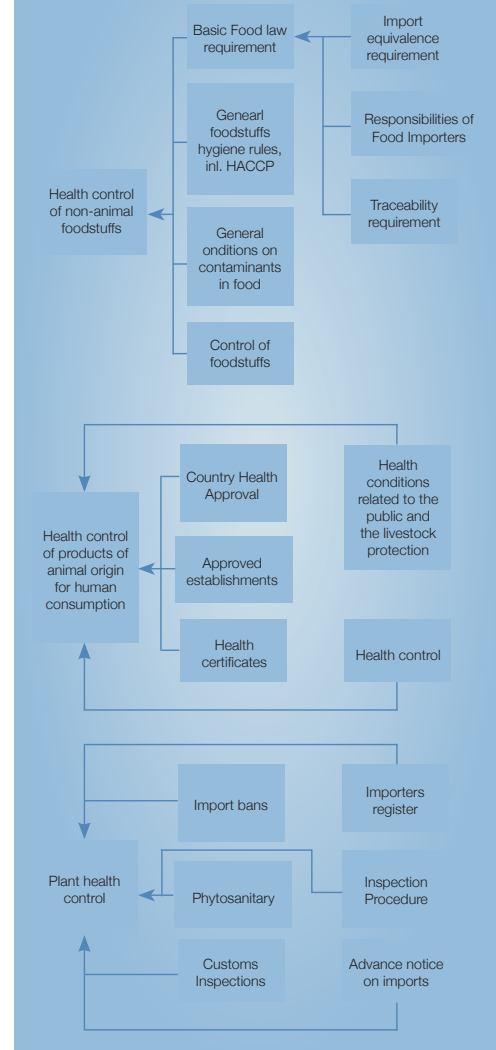 Basic Food law
requirement
Import
equivalence
requirement
Genearl
foodstuffs
hygiene rules,
inl. HACCP
Responsibilities of
Food Importers
Health control
of non-animal
foodstuffs
Traceability
requirement
General
onditions on
contaminants
in food
Control of
foodstuffs
Country Health
Approval
Health
conditions
related to the
public and
the livestock
protection
Health control
of products of
animal origin
for human
consumption
Approved
establishments
Health
certificates
Health control
Import bans
Importers
register
Plant health
control
Phytosanitary
Inspection
Procedure
Customs
Inspections
Advance notice
on imports